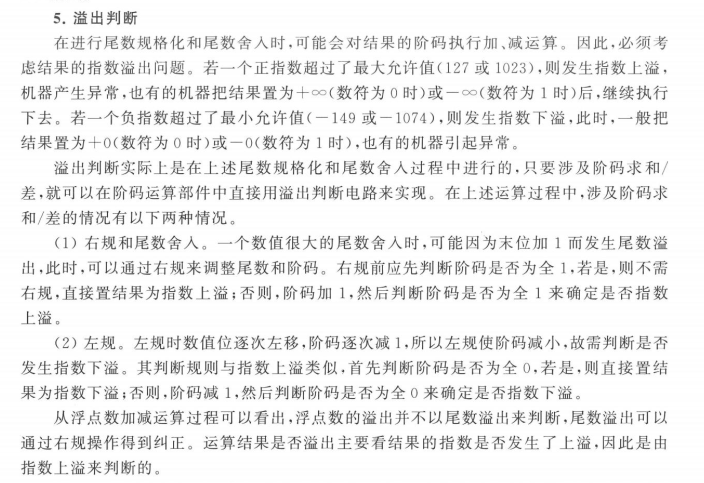 5. 溢出判断
在进行尾数规格化和尾数舍入时,可能会对结果的阶码执行加、减运算。因此,必须考
虑结果的指数溢出问题。若一个正指数超过了最大允许值(127 或 1023),则发生指数上溢,
机器产生异常,也有的机器把结果置为+∞(数符为 0 时)或-∞(数符为 1 时)后,继续执行
下去。若一个负指数超过了最小允许值(-149 或-1074),则发生指数下溢,此时,一般把
结果置为+0(数符为 0 时)或-0(数符为 1 时),也有的机器引起异常。
溢出判断实际上是在上述尾数规格化和尾数舍入过程中进行的,只要涉及阶码求和/
差,就可以在阶码运算部件中直接用溢出判断电路来实现。在上述运算过程中,涉及阶码求
和/差的情况有以下两种情况。
(1) 右规和尾数舍入。一个数值很大的尾数舍入时,可能因为末位加 1 而发生尾数溢
出,此时,可以通过右规来调整尾数和阶码。右规前应先判断阶码是否为全 1,若是,则不需
右规,直接置结果为指数上溢;否则,阶码加 1,然后判断阶码是否为全 1 来确定是否指数
上溢。
(2) 左规。左规时数值位逐次左移,阶码逐次减 1,所以左规使阶码减小,故需判断是否
发生指数下溢。其判断规则与指数上溢类似,首先判断阶码是否为全 0,若是,则直接置结
果为指数下溢;否则,阶码减 1,然后判断阶码是否为全 0 来确定是否指数下溢。
从浮点数加减运算过程可以看出,浮点数的溢出并不以尾数溢出来判断,尾数溢出可以
通过右规操作得到纠正。运算结果是否溢出主要看结果的指数是否发生了上溢,因此是由
指数上溢来判断的。